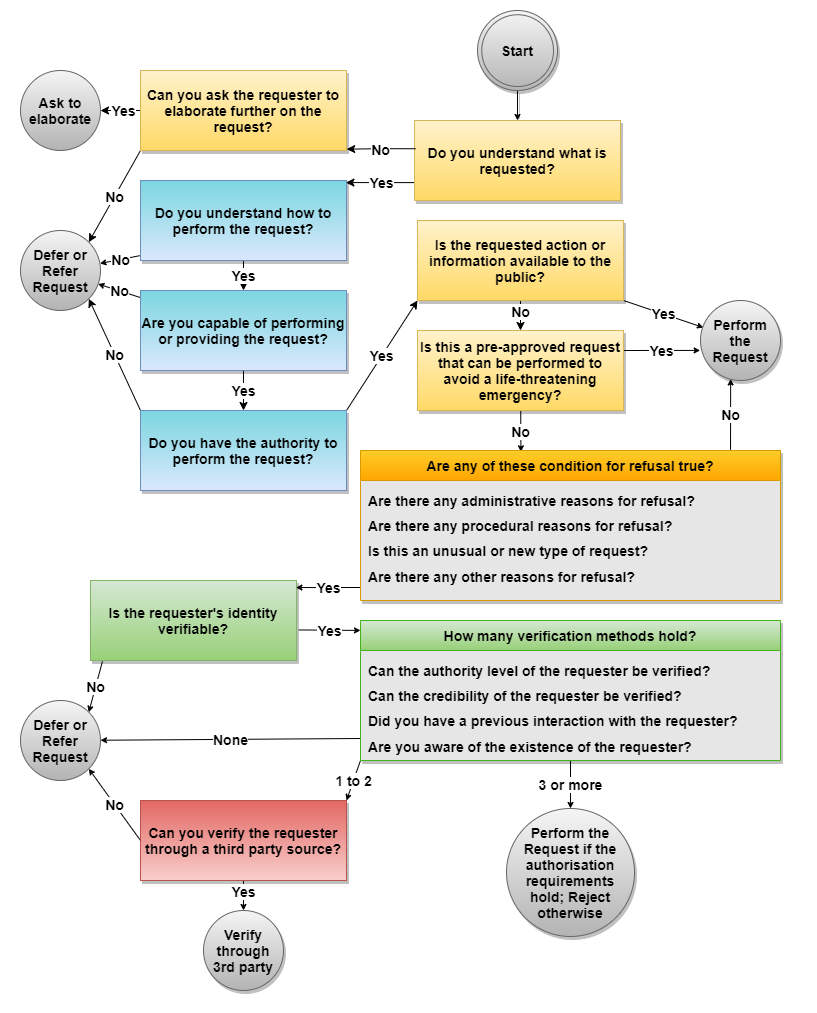 Start
Ask to
elaborate
Yes
Can you ask the requester to
elaborate further on the
request?
No
Do you understand what is
requested?
Yes
No
Do you understand how to
perform the request?
No
Defer or
Refer
Request
Yes
No
Are you capable of performing
or providing the request?
Yes
No
Do you have the authority to
perform the request?
Yes
Is the requested action or
information available to the
public?
Yes
No
Is this a pre-approved request
that can be performed to
avoid a life-threatening
emergency?
Yes
Perform
the
Request
No
No
Are any of these condition for refusal true?
Are there any administrative reasons for refusal?
Are there any procedural reasons for refusal?
Is this an unusual or new type of request?
Are there any other reasons for refusal?
Yes
Is the requester's identity
verifiable?
Yes
No
How many verification methods hold?
Can the authority level of the requester be verified?
Can the credibility of the requester be verified?
Did you have a previous interaction with the requester?
Are you aware of the existence of the requester?
None
Defer or
Refer
Request
1 to 2
3 or more
No
Can you verify the requester
through a third party source?
Yes
Verify
through
3rd party
Perform the
Request if the
authorisation
requirements
hold; Reject
otherwise